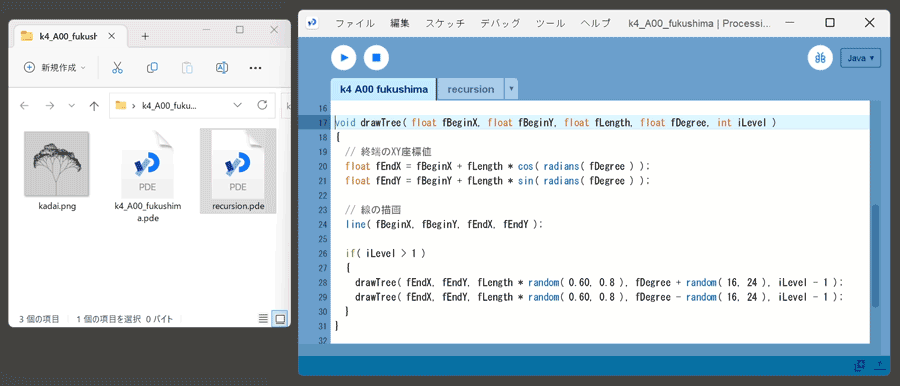 k4_A00_fukush
新規作成
k4_A00_fuku...
kadai.png
PDE
k4_A00_fukushim
a.pde
PDE
recursion.pde
3 個の項目
1 個の項目を選択 0 バイト
ファイル 編集 スケッチ デバッグ ツール ヘルプ
k4_A00_fukushima | Processi...
Java
k4 A00 fukushima
recursion
16
17 void drawTree( float fBeginX, float fBeginY, float fLength, float fDegree, int iLevel )
18 {
19 // 終端のXY座標値
20 float fEndX = fBeginX + fLength * cos( radians( fDegree ) );
21 float fEndY = fBeginY + fLength * sin( radians( fDegree ) );
22
23 // 線の描画
24 line( fBeginX, fBeginY, fEndX, fEndY );
25
26 if( iLevel > 1 )
27 {
28 drawTree( fEndX, fEndY, fLength * random( 0.60, 0.8 ), fDegree + random( 16, 24 ), iLevel - 1 );
29 drawTree( fEndX, fEndY, fLength * random( 0.60, 0.8 ), fDegree - random( 16, 24 ), iLevel - 1 );
30 }
31 }
32